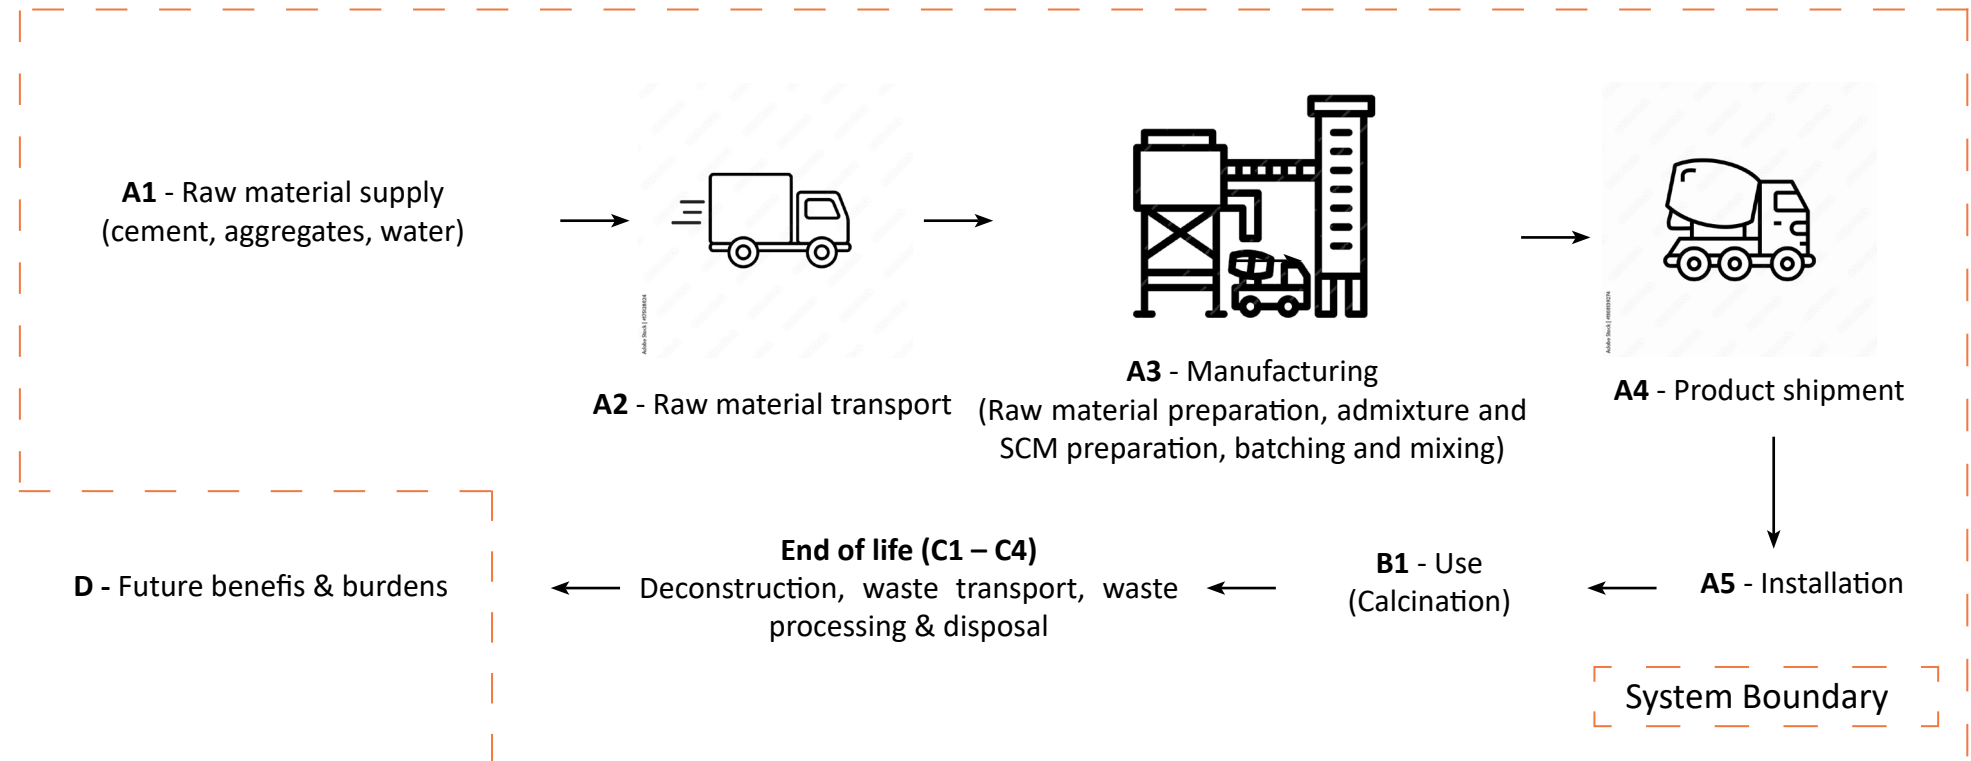 A1 - Raw material supply
(cement, aggregates, water)
A2 - Raw material transport
A3 - Manufacturing
(Raw material preparation, admixture and
SCM preparation, batching and mixing)
A4 - Product shipment
A5 - Installation
B1 - Use
(Calcination)
End of life (C1 – C4)
Deconstruction, waste transport, waste
processing & disposal
D - Future benefis & burdens
System Boundary